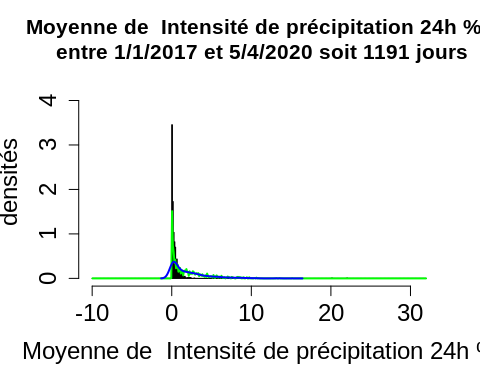 Moyenne de  Intensité de précipitation 24h %
entre 1/1/2017 et 5/4/2020 soit 1191 jours
densités
4
3
2
1
0
-10 0 10 20 30
Moyenne de  Intensité de précipitation 24h